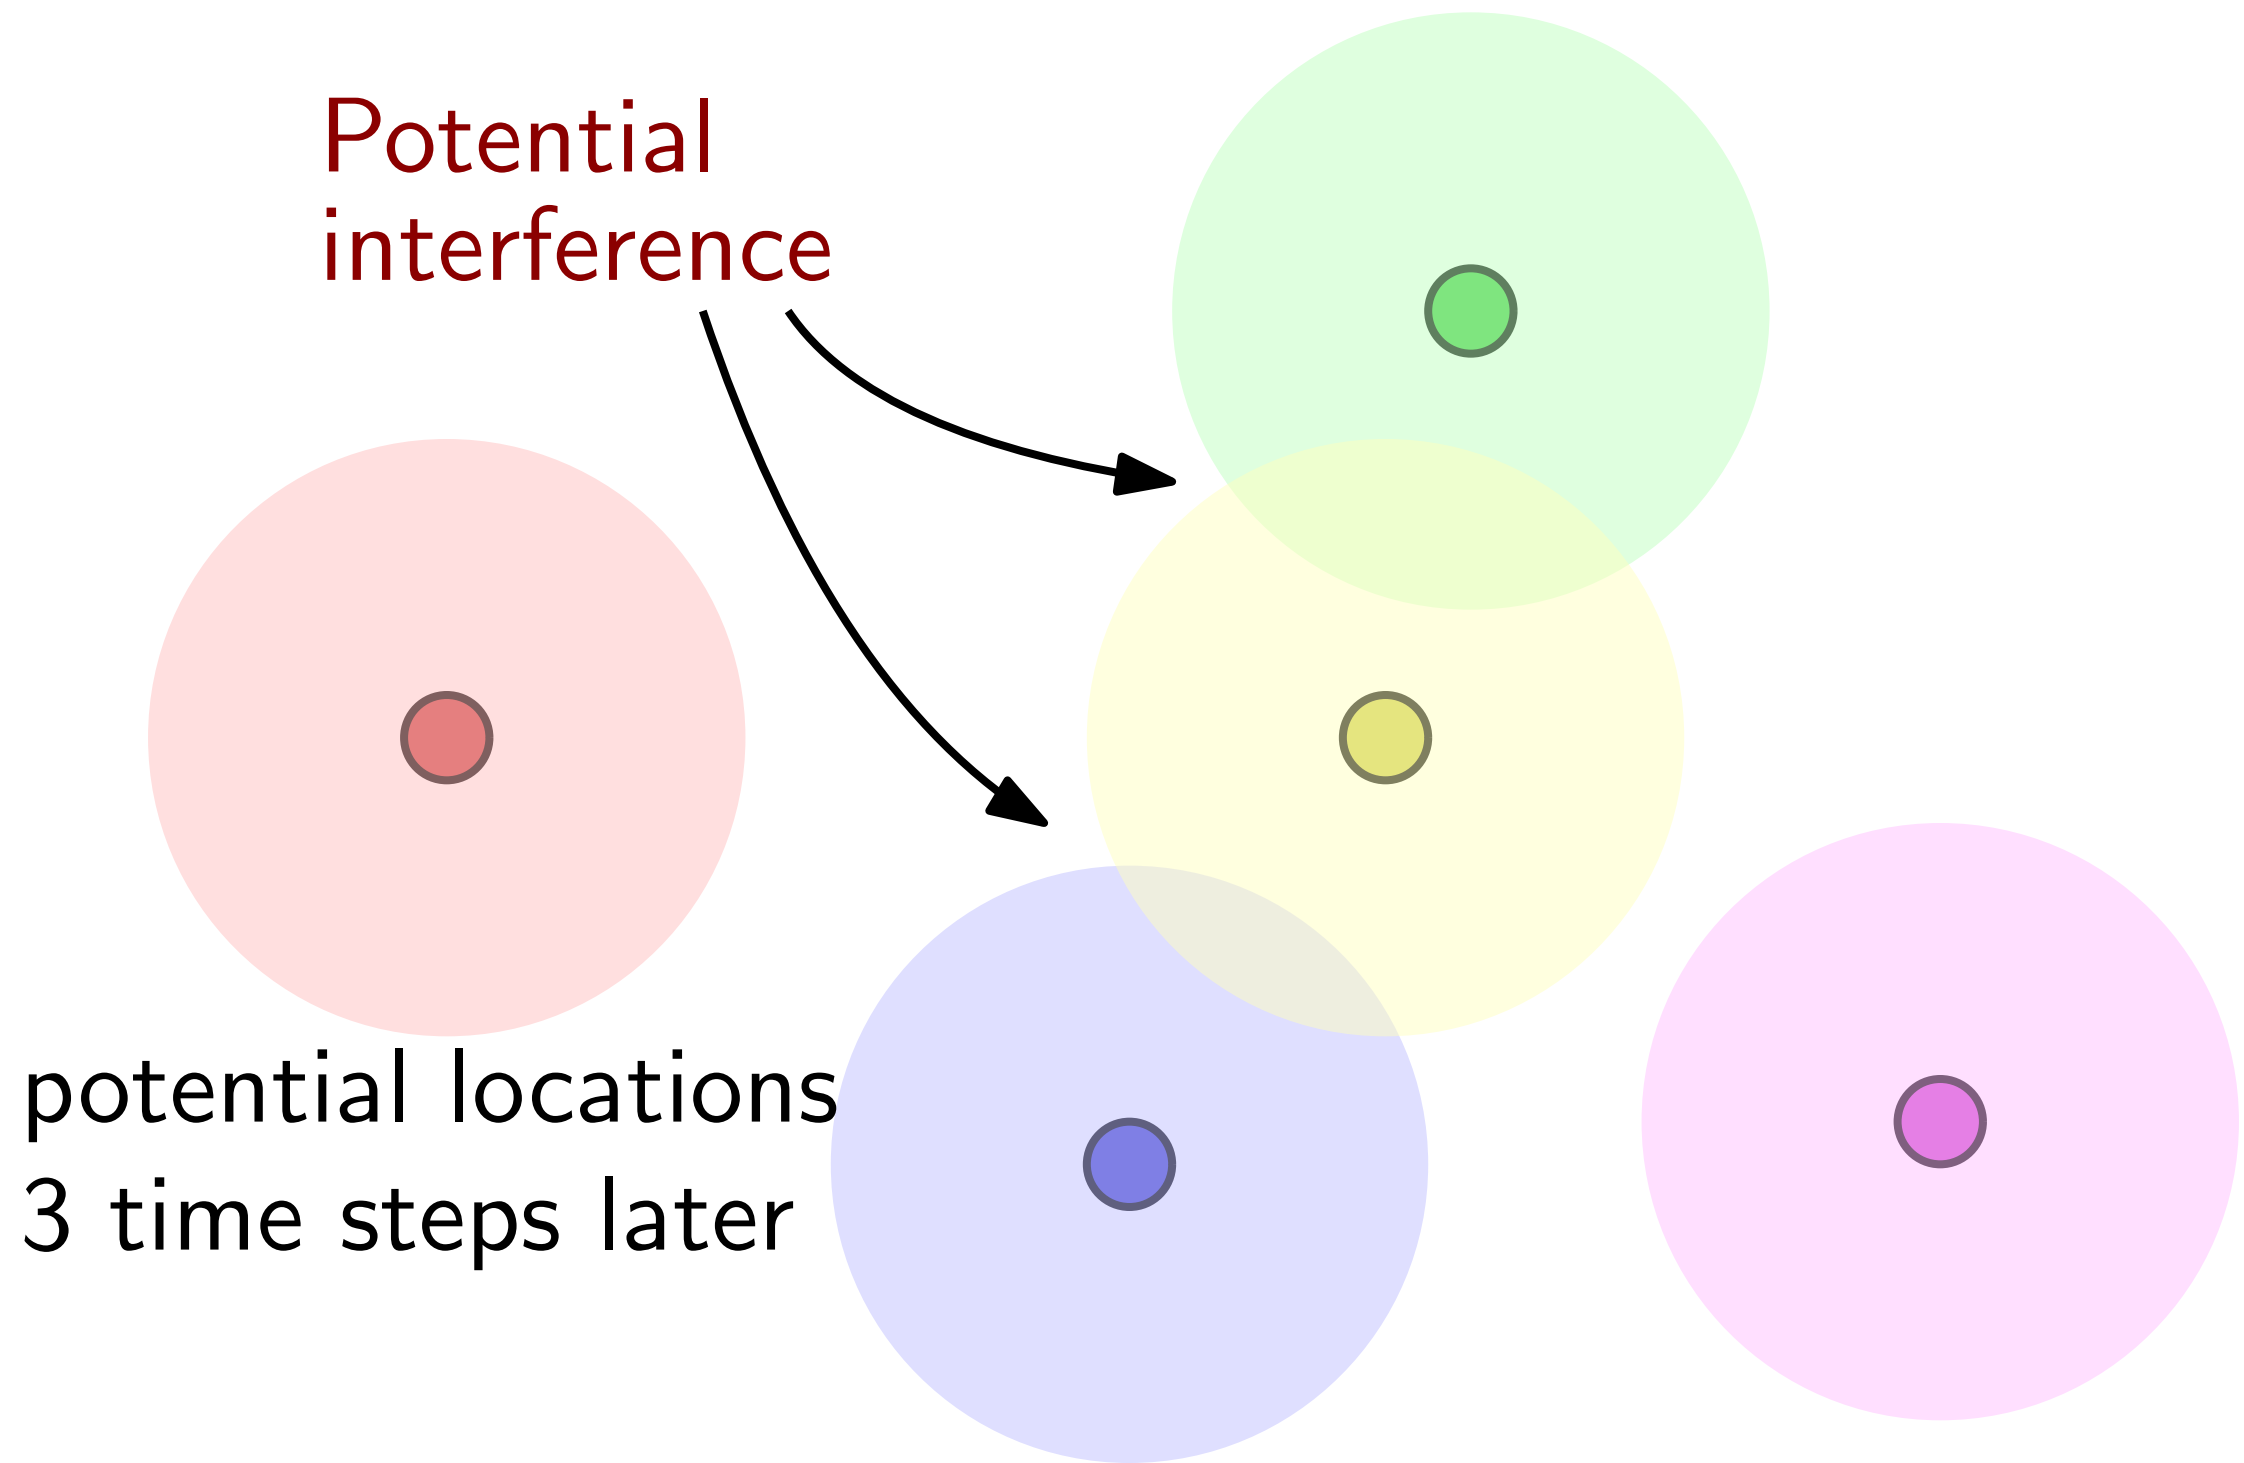 Potential
interference
potential locations
3 time steps later